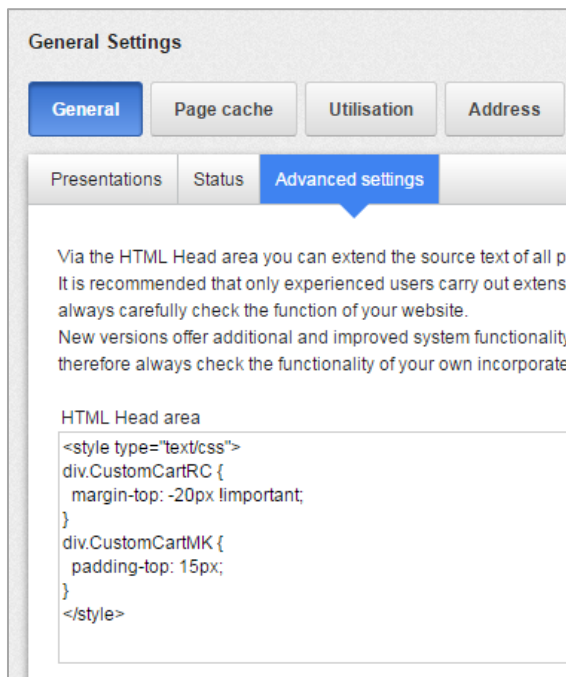 General Settings
General Page cache Utilisation Address
Presentations Status Advanced settings
Via the HTML Head area you can extend the source text of all p
It is recommended that only experienced users carry out extens
always carefully check the function of your website.
New versions offer additional and improved system functionality
therefore always check the functionality of your own incorporate
HTML Head area
<style type="text/css">
div.CustomCartRC {
margin-top: -20px !important;
}
div.CustomCartMK {
padding-top: 15px;
}
</style>